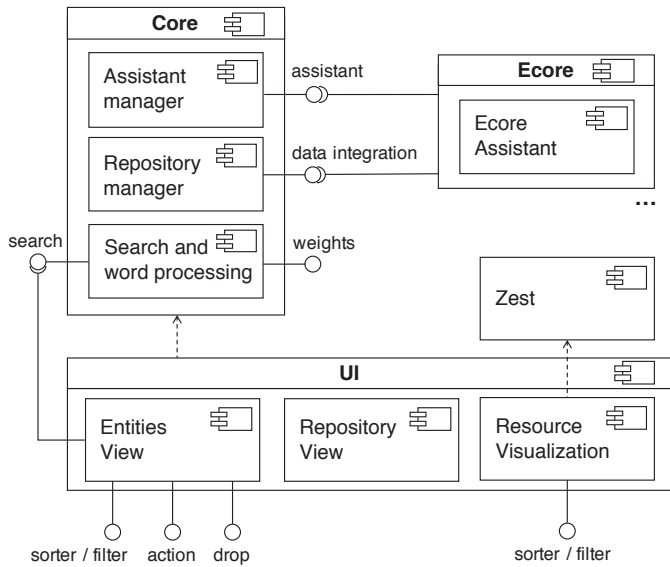 Core
Assistant
manager
assistant
Ecore
Ecore
Assistant
Repository
manager
data integration
...
search
Search and
word processing
weights
Zest
UI
Entities
View
Repository
View
Resource
Visualization
sorter / filter
action
drop
sorter / filter